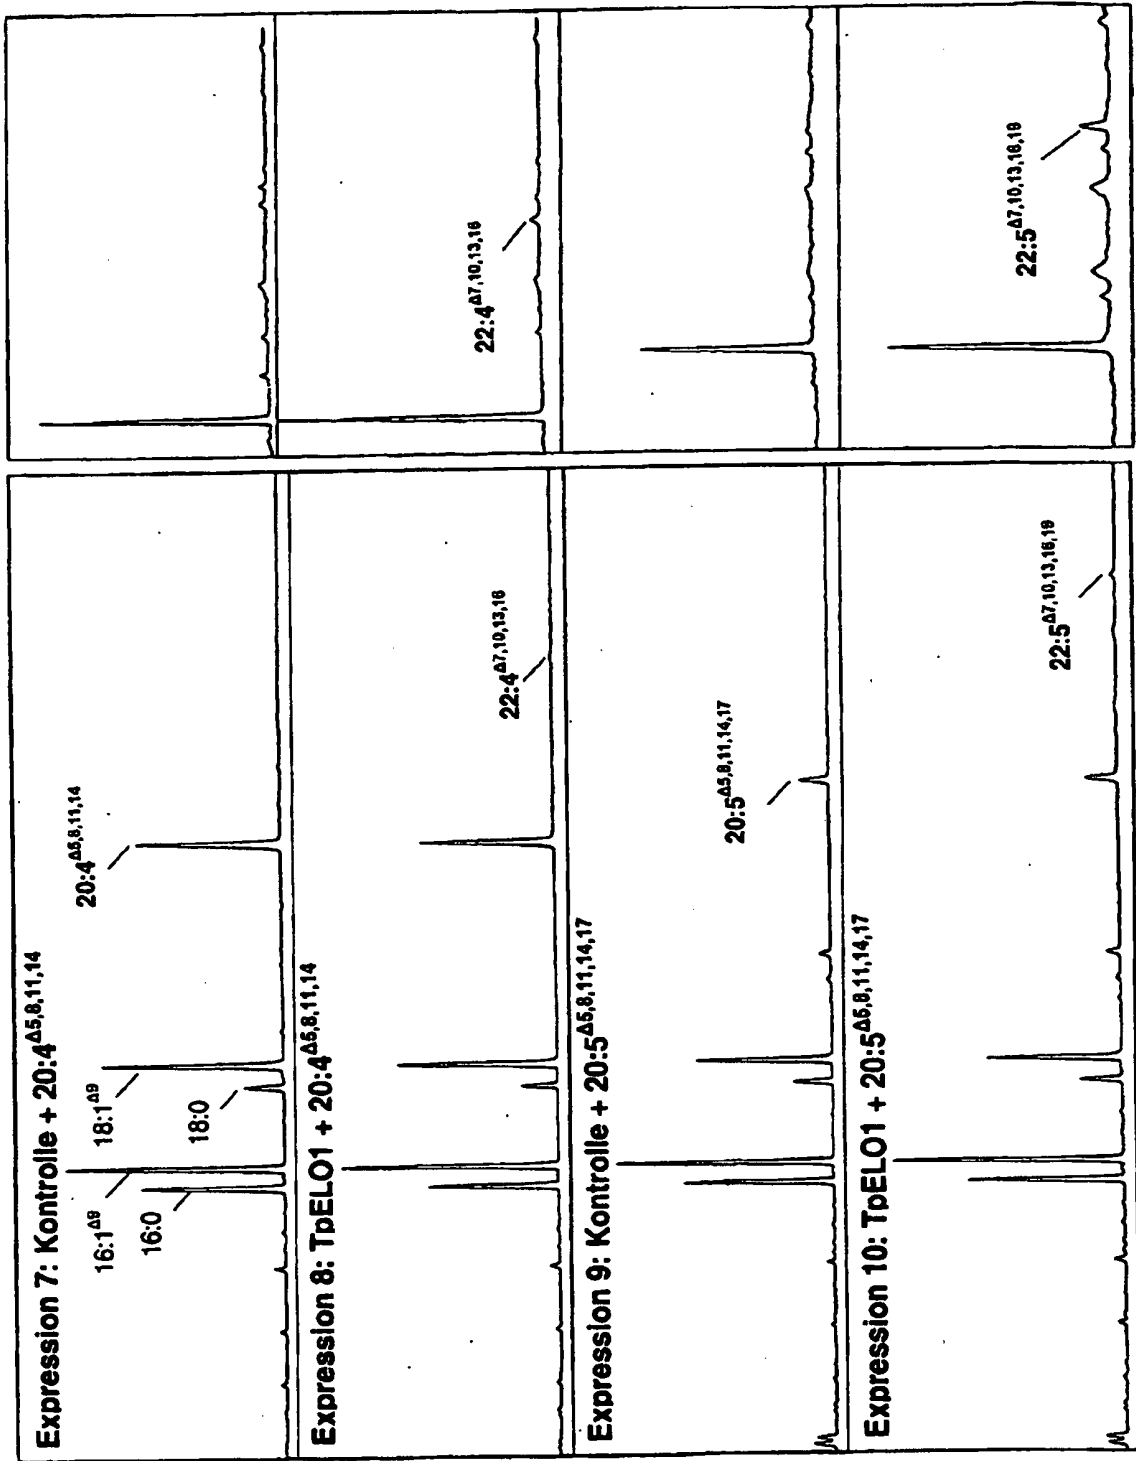 Expression 7: Kontrolle + 20:4Δ5,8,11,14
16:1Δ9
16:0
18:1Δ9
18:0
20:4Δ5,8,11,14
Expression 8: TpELO1 + 20:4Δ5,8,11,14
22:4Δ7,10,13,16
22:4Δ7,10,13,16
Expression 9: Kontrolle + 20:5Δ5,8,11,14,17
20:5Δ5,8,11,14,17
Expression 10: TpELO1 + 20:5Δ5,8,11,14,17
22:5Δ7,10,13,16,19
22:5Δ7,10,13,16,19